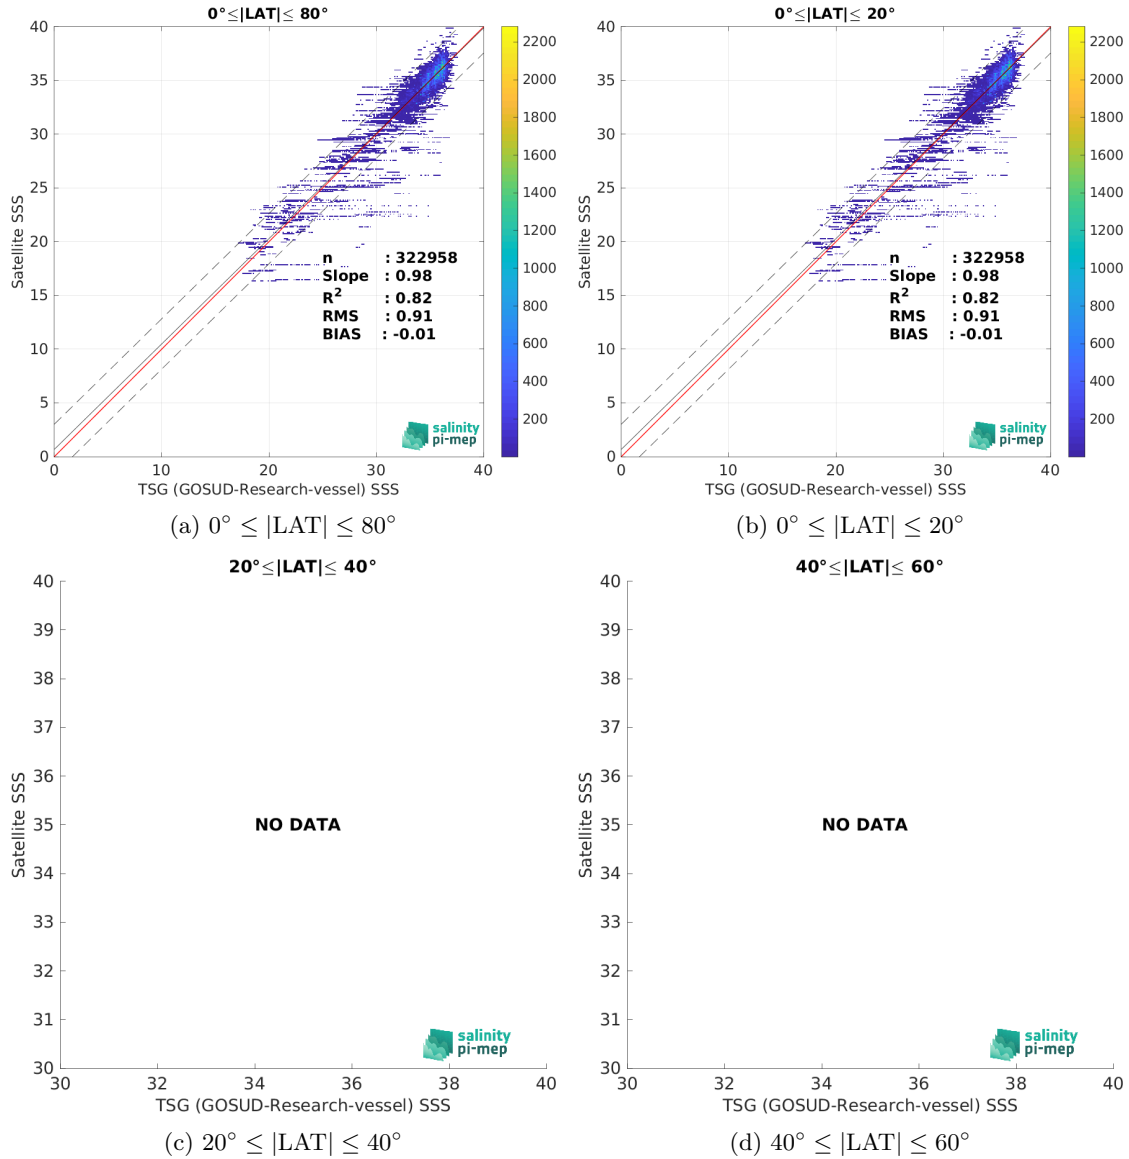 0°≤|LAT|≤ 80°
40
35
30
25
20
15
10
5
0
Satellite SSS
n : 322958
Slope : 0.98
R² : 0.82
RMS : 0.91
BIAS : -0.01
salinity
pi-mep
0 10 20 30 40
TSG (GOSUD-Research-vessel) SSS
2200
2000
1800
1600
1400
1200
1000
800
600
400
200
(a) 0° ≤ |LAT| ≤ 80°
0°≤|LAT|≤ 20°
40
35
30
25
20
15
10
5
0
Satellite SSS
n : 322958
Slope : 0.98
R² : 0.82
RMS : 0.91
BIAS : -0.01
salinity
pi-mep
0 10 20 30 40
TSG (GOSUD-Research-vessel) SSS
2200
2000
1800
1600
1400
1200
1000
800
600
400
200
(b) 0° ≤ |LAT| ≤ 20°
20°≤|LAT|≤ 40°
40
39
38
37
36
35
34
33
32
31
30
Satellite SSS
NO DATA
salinity
pi-mep
30 32 34 36 38 40
TSG (GOSUD-Research-vessel) SSS
(c) 20° ≤ |LAT| ≤ 40°
40°≤|LAT|≤ 60°
40
39
38
37
36
35
34
33
32
31
30
Satellite SSS
NO DATA
salinity
pi-mep
30 32 34 36 38 40
TSG (GOSUD-Research-vessel) SSS
(d) 40° ≤ |LAT| ≤ 60°